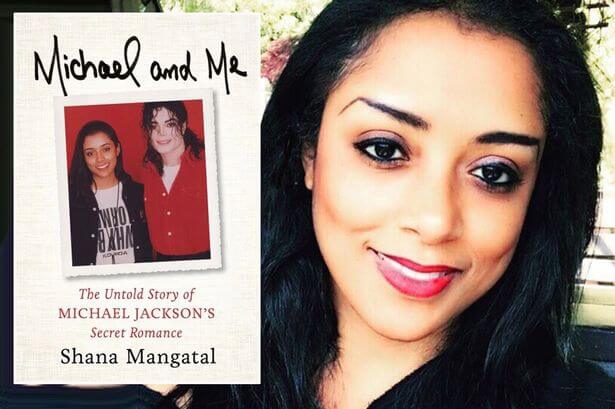 Michael and Me
The Untold Story of
MICHAEL JACKSON'S
Secret Romance
Shana Mangatal